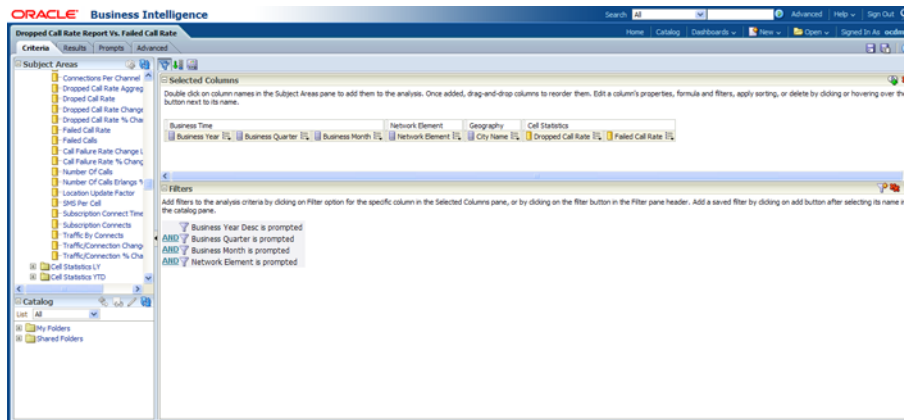 ORACLE Business Intelligence
Search All Advanced Help Sign Out
Dropped Call Rate Report Vs. Failed Call Rate
Home Catalog Dashboards New Open Signed In As
Criteria Results Prompts Advanced
Subject Areas
Connections Per Channel
Dropped Call Rate Aggreg
Droped Call Rate
Dropped Call Rate Change
Dropped Call Rate % Chan
Failed Call Rate
Failed Calls
Call Failure Rate Change L
Call Failure Rate % Chang
Number Of Calls
Number Of Calls Erlangs
Location Update Factor
SMS Per Cell
Subscription Connect Time
Subscription Connects
Traffic By Connects
Traffic/Connection Chang
Traffic/Connection % Cha
Cell Statistics LY
Cell Statistics YTD
Catalog
List All
My Folders
Shared Folders
Selected Columns
Double click on column names in the Subject Areas pane to add them to the analysis. Once added, drag-and-drop columns to reorder them. Edit a column's properties, formula and filters, apply sorting, or delete by clicking or hovering over the
button next to its name.
Business Time Network Element Geography Cell Statistics
Business Year Business Quarter Business Month Network Element City Name Dropped Call Rate Failed Call Rate
Filters
Add filters to the analysis criteria by clicking on Filter option for the specific column in the Selected Columns pane, or by clicking on the filter button in the Filter pane header. Add a saved filter by clicking on add button after selecting its name in
the catalog pane.
Business Year Desc is prompted
AND Business Quarter is prompted
AND Business Month is prompted
AND Network Element is prompted